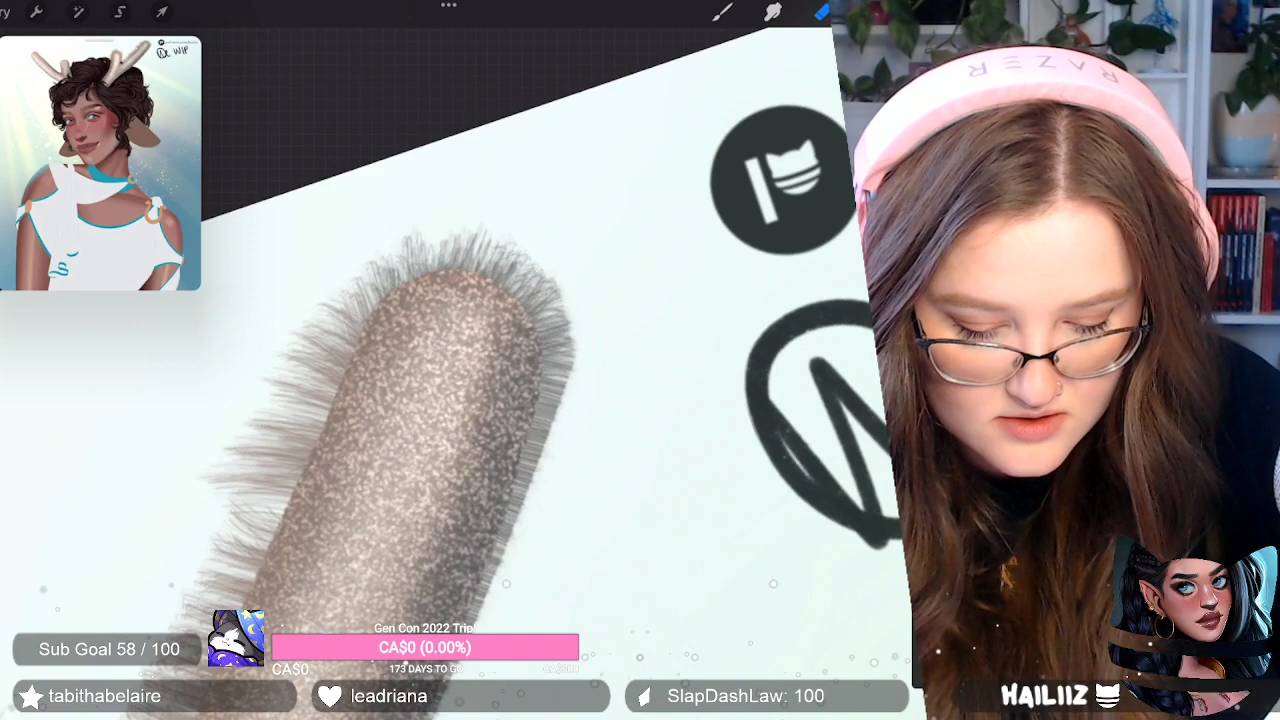 RAZER
WIP
Gen Con 2022 Trip!
Sub Goal 58 / 100
CA$0 (0.00%)
CA$0
173 DAYS TO GO
tabithabelaire
leadriana
SlapDashLaw: 100
HAILIIZ